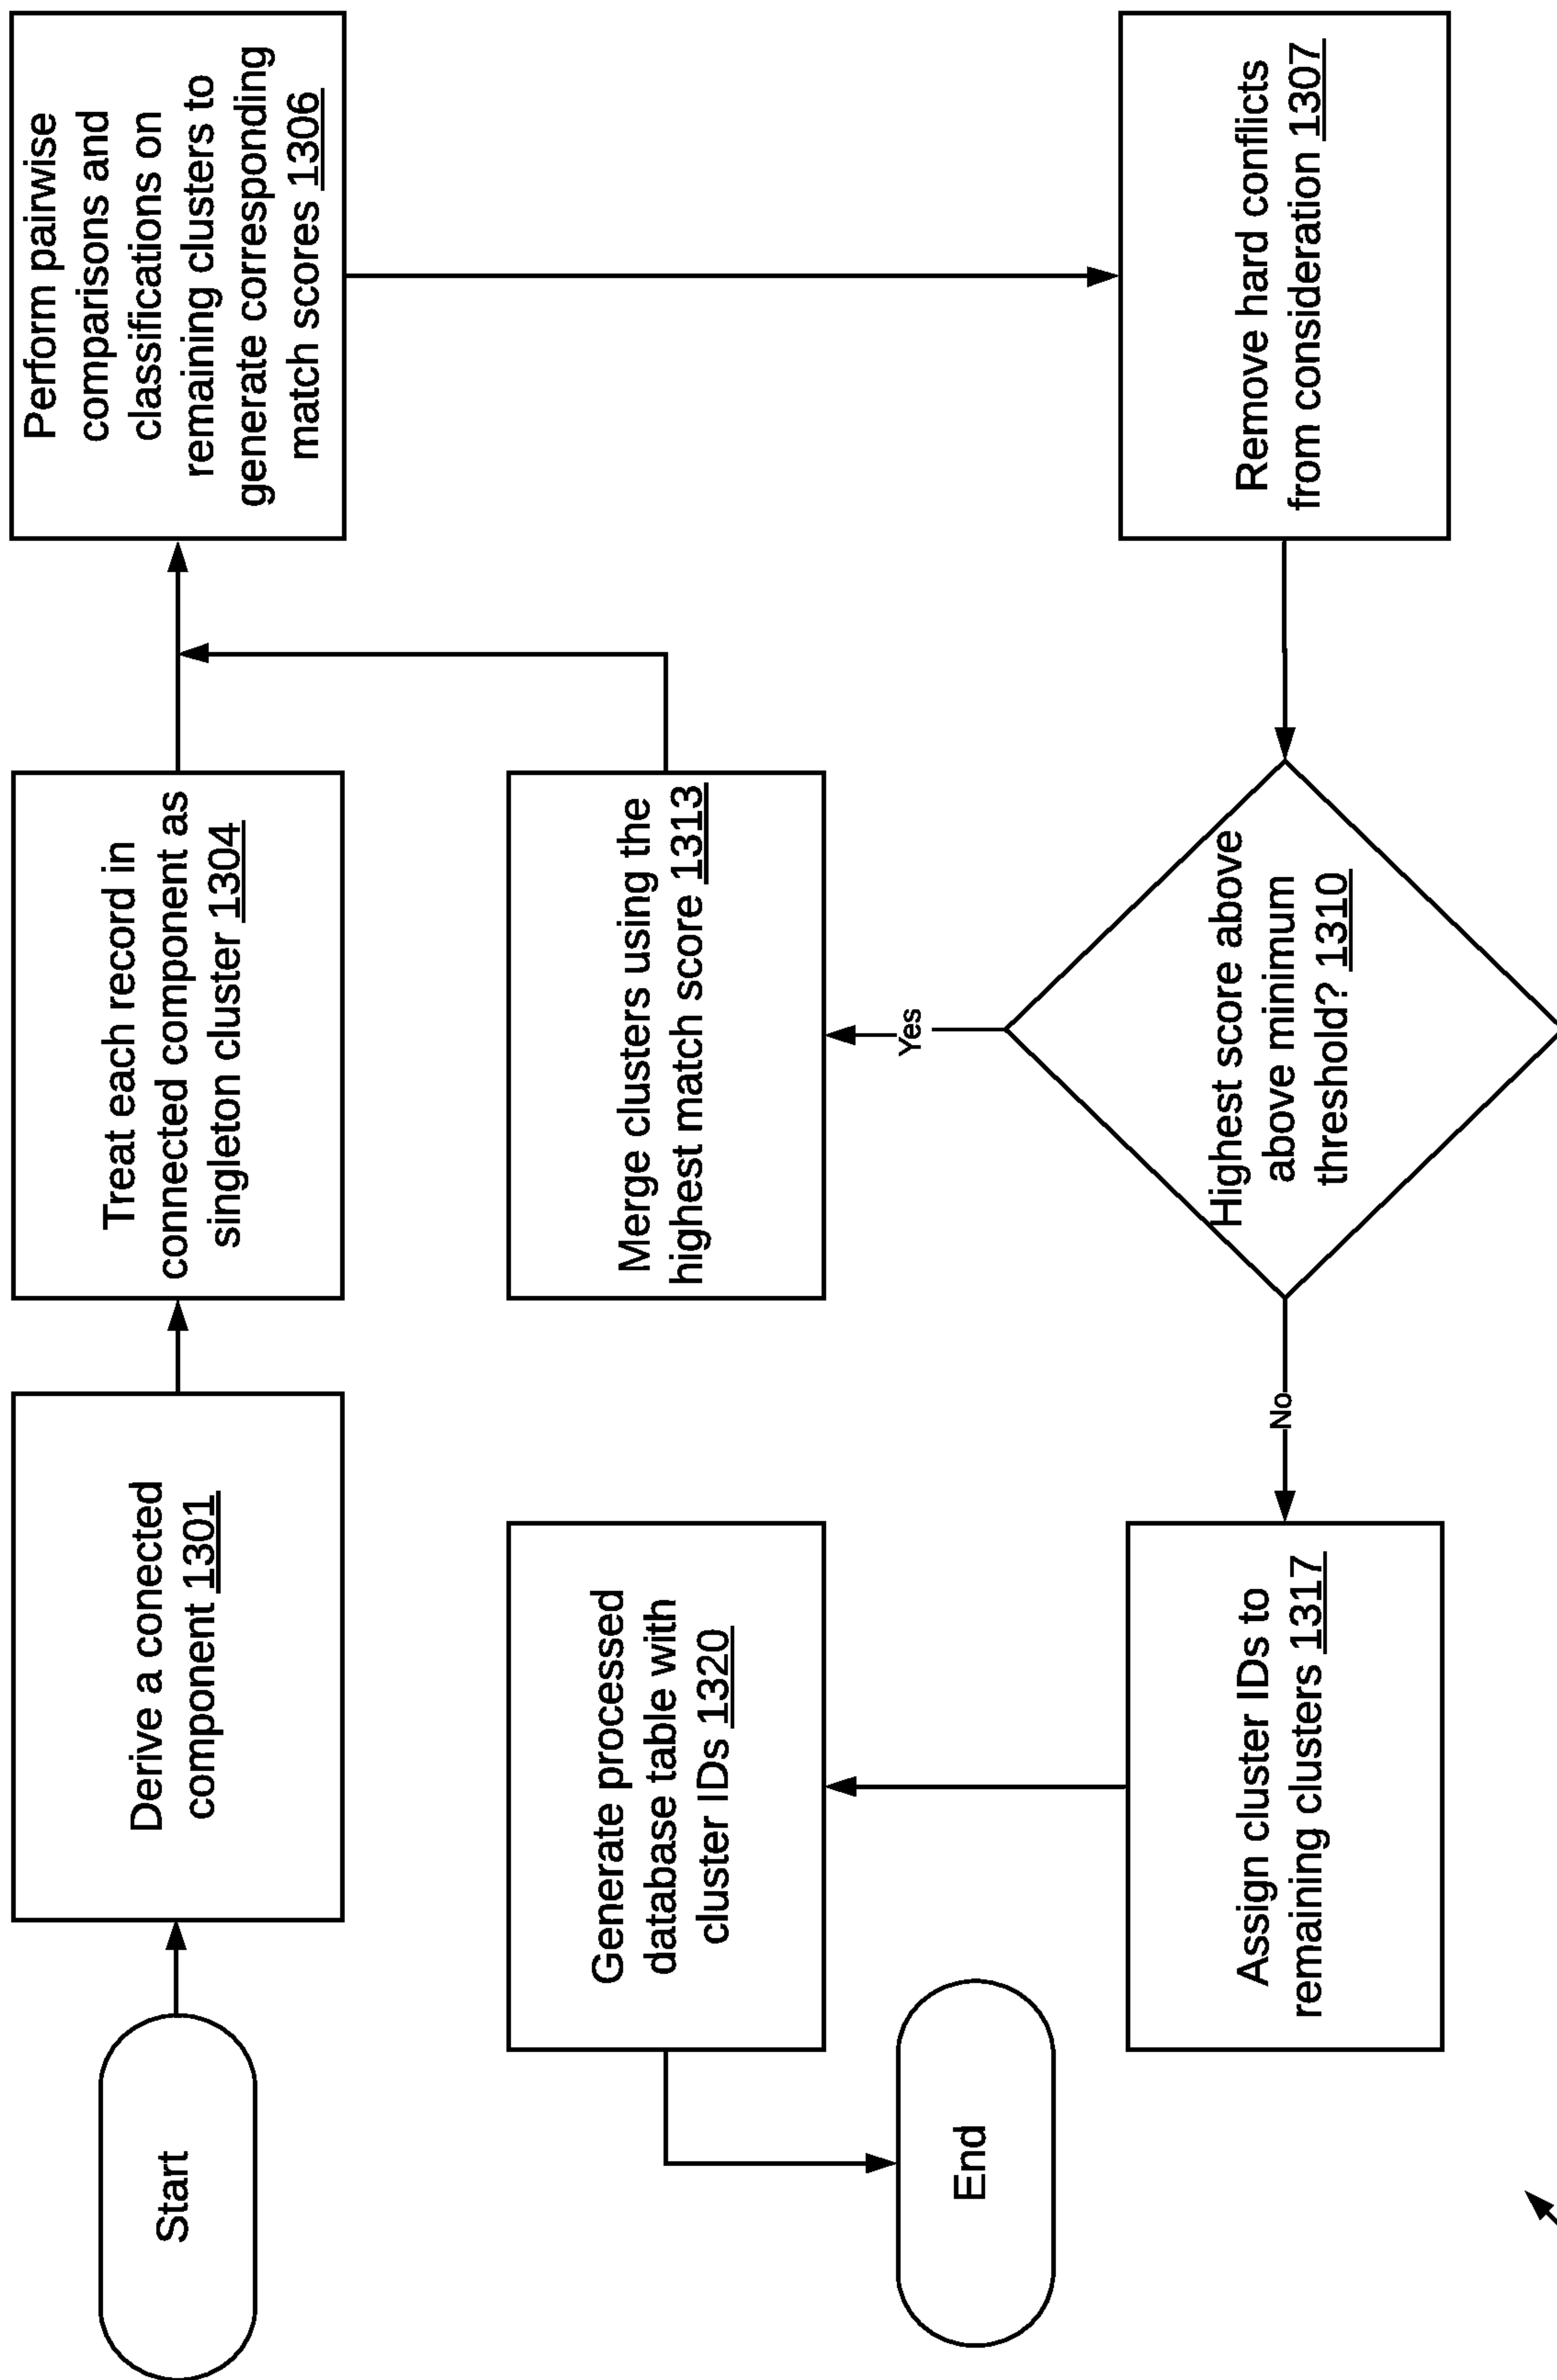 Start
Derive a conected
component 1301
Treat each record in
connected component as
singleton cluster 1304
Perform pairwise
comparisons and
classifications on
remaining clusters to
generate corresponding
match scores 1306
Remove hard conflicts
from consideration 1307
Highest score above
above minimum
threshold? 1310
Yes
Merge clusters using the
highest match score 1313
No
Assign cluster IDs to
remaining clusters 1317
Generate processed
database table with
cluster IDs 1320
End